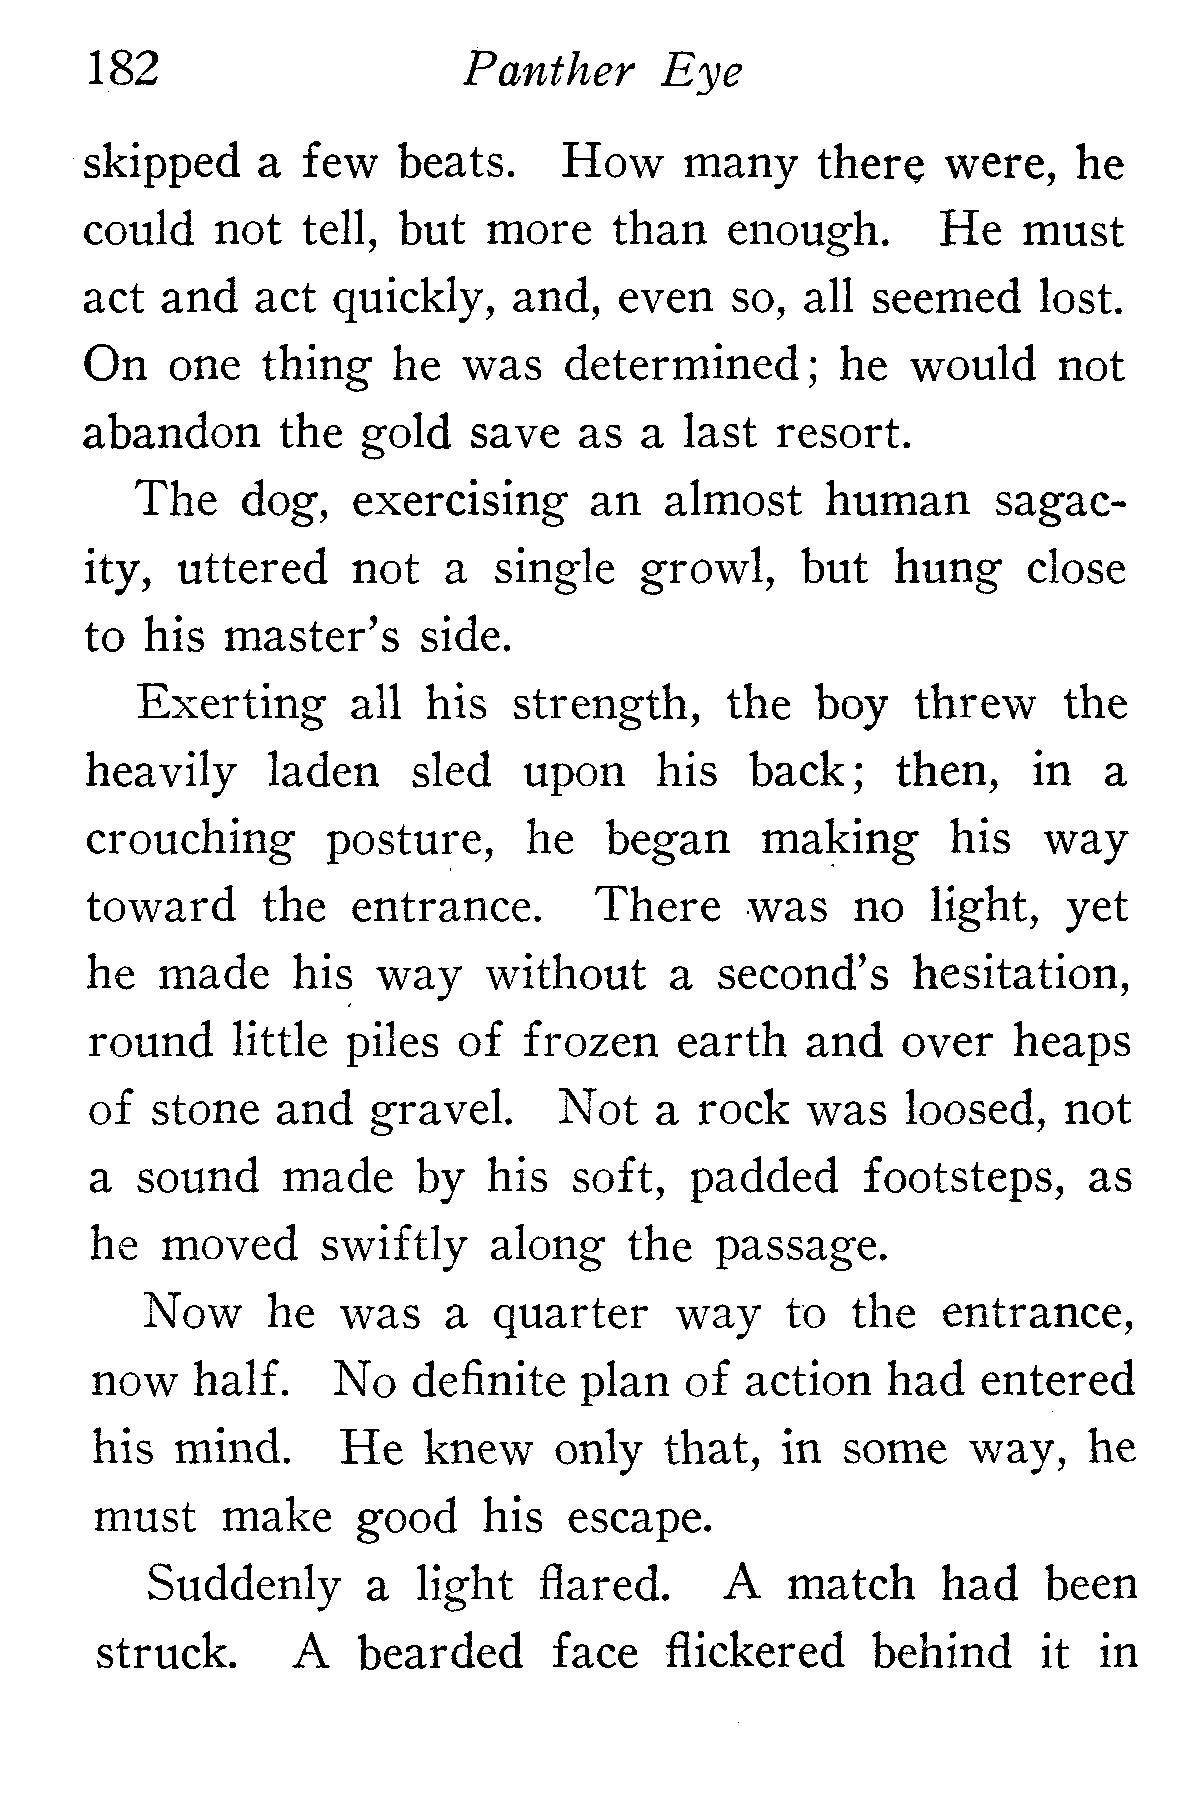 182 Panther Eye
skipped a few beats. How many there were, he
could not tell, but more than enough. He must
act and act quickly, and, even so, all seemed lost.
On one thing he was determined; he would not
abandon the gold save as a last resort.
The dog, exercising an almost human sagac-
ity, uttered not a single growl, but hung close
to his master's side.
Exerting all his strength, the boy threw the
heavily laden sled upon his back; then, in a
crouching posture, he began making his way
toward the entrance. There was no light, yet
he made his way without a second's hesitation,
round little piles of frozen earth and over heaps
of stone and gravel. Not a rock was loosed, not
a sound made by his soft, padded footsteps, as
he moved swiftly along the passage.
Now he was a quarter way to the entrance,
now half. No definite plan of action had entered
his mind. He knew only that, in some way, he
must make good his escape.
Suddenly a light flared. A match had been
struck. A bearded face flickered behind it in